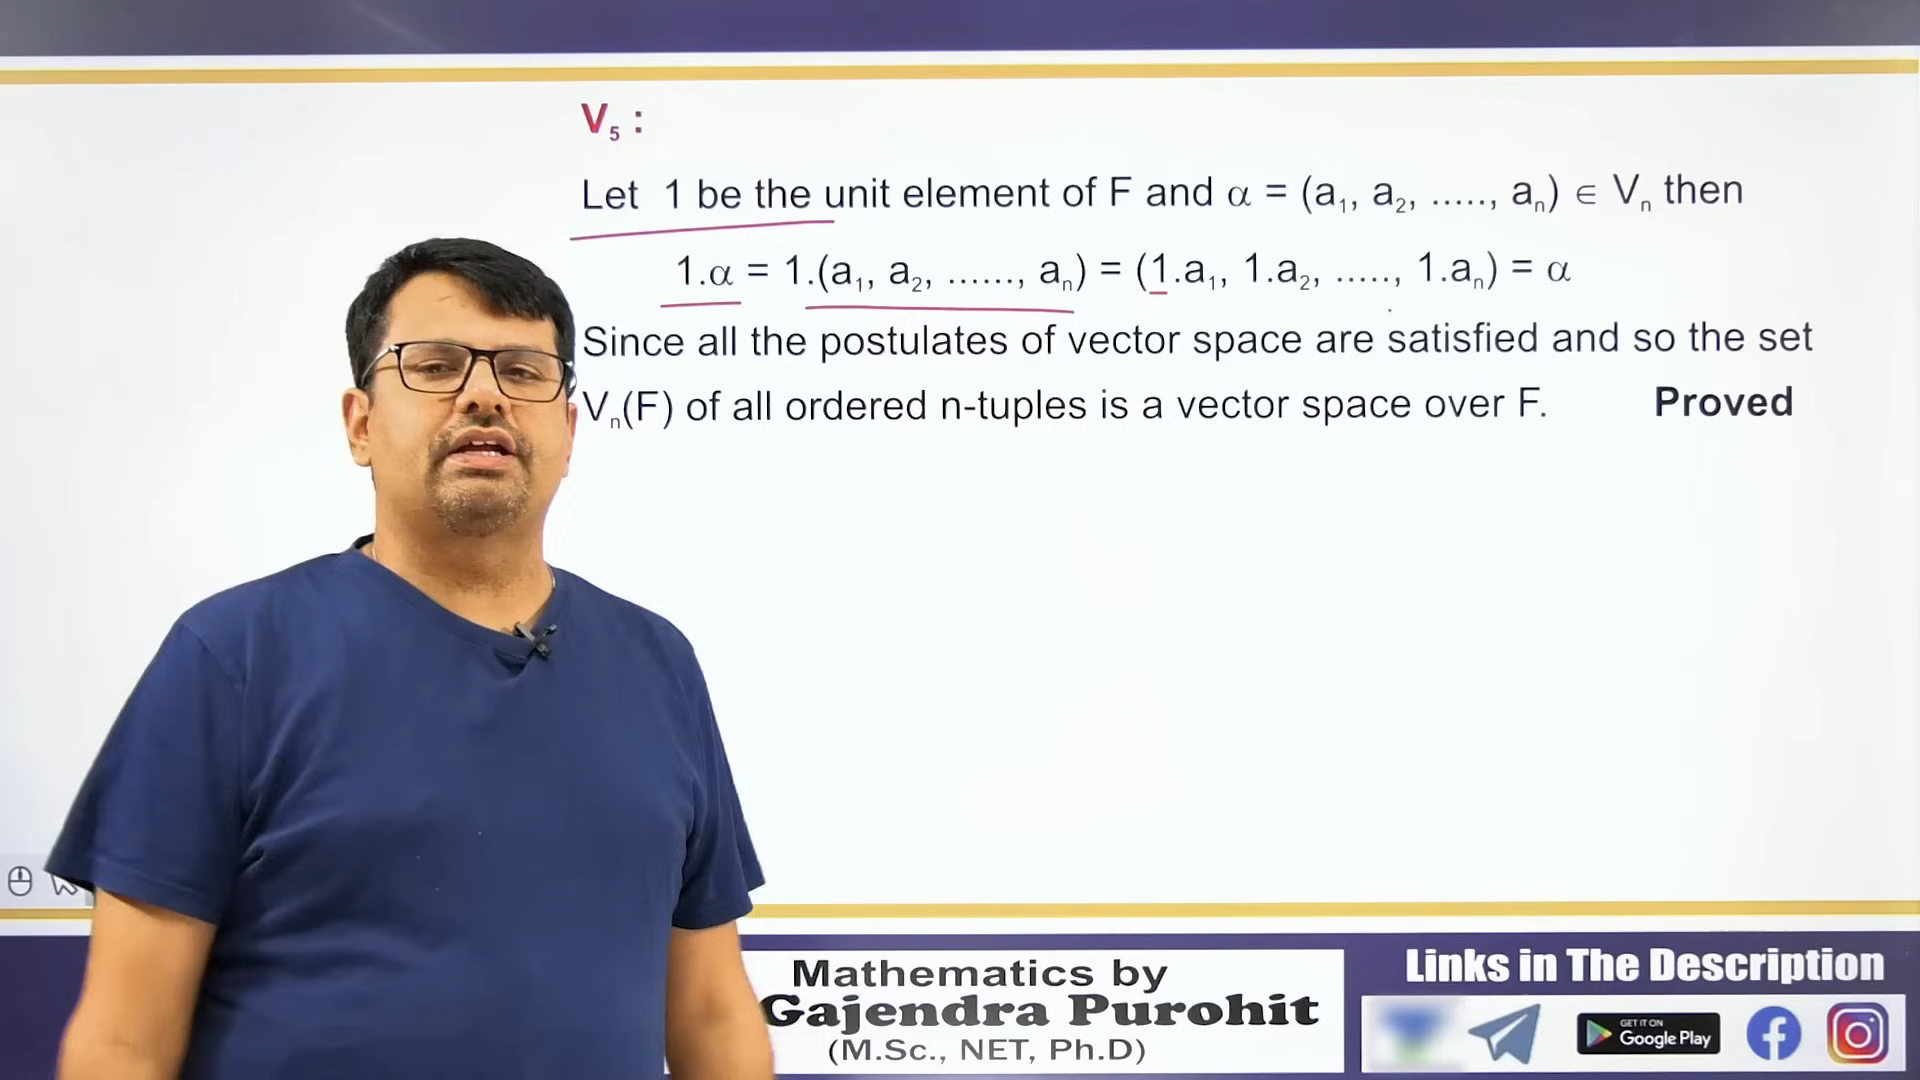 V₅ :
Let 1 be the unit element of F and α = (a₁, a₂, ....., aₙ) ∈ Vₙ then
1.α = 1.(a₁, a₂, ......, aₙ) = (1.a₁, 1.a₂, ....., 1.aₙ) = α
Since all the postulates of vector space are satisfied and so the set
Vₙ(F) of all ordered n-tuples is a vector space over F. Proved
Mathematics by
Gajendra Purohit
(M.Sc., NET, Ph.D)
Links in The Description
GET IT ON
Google Play